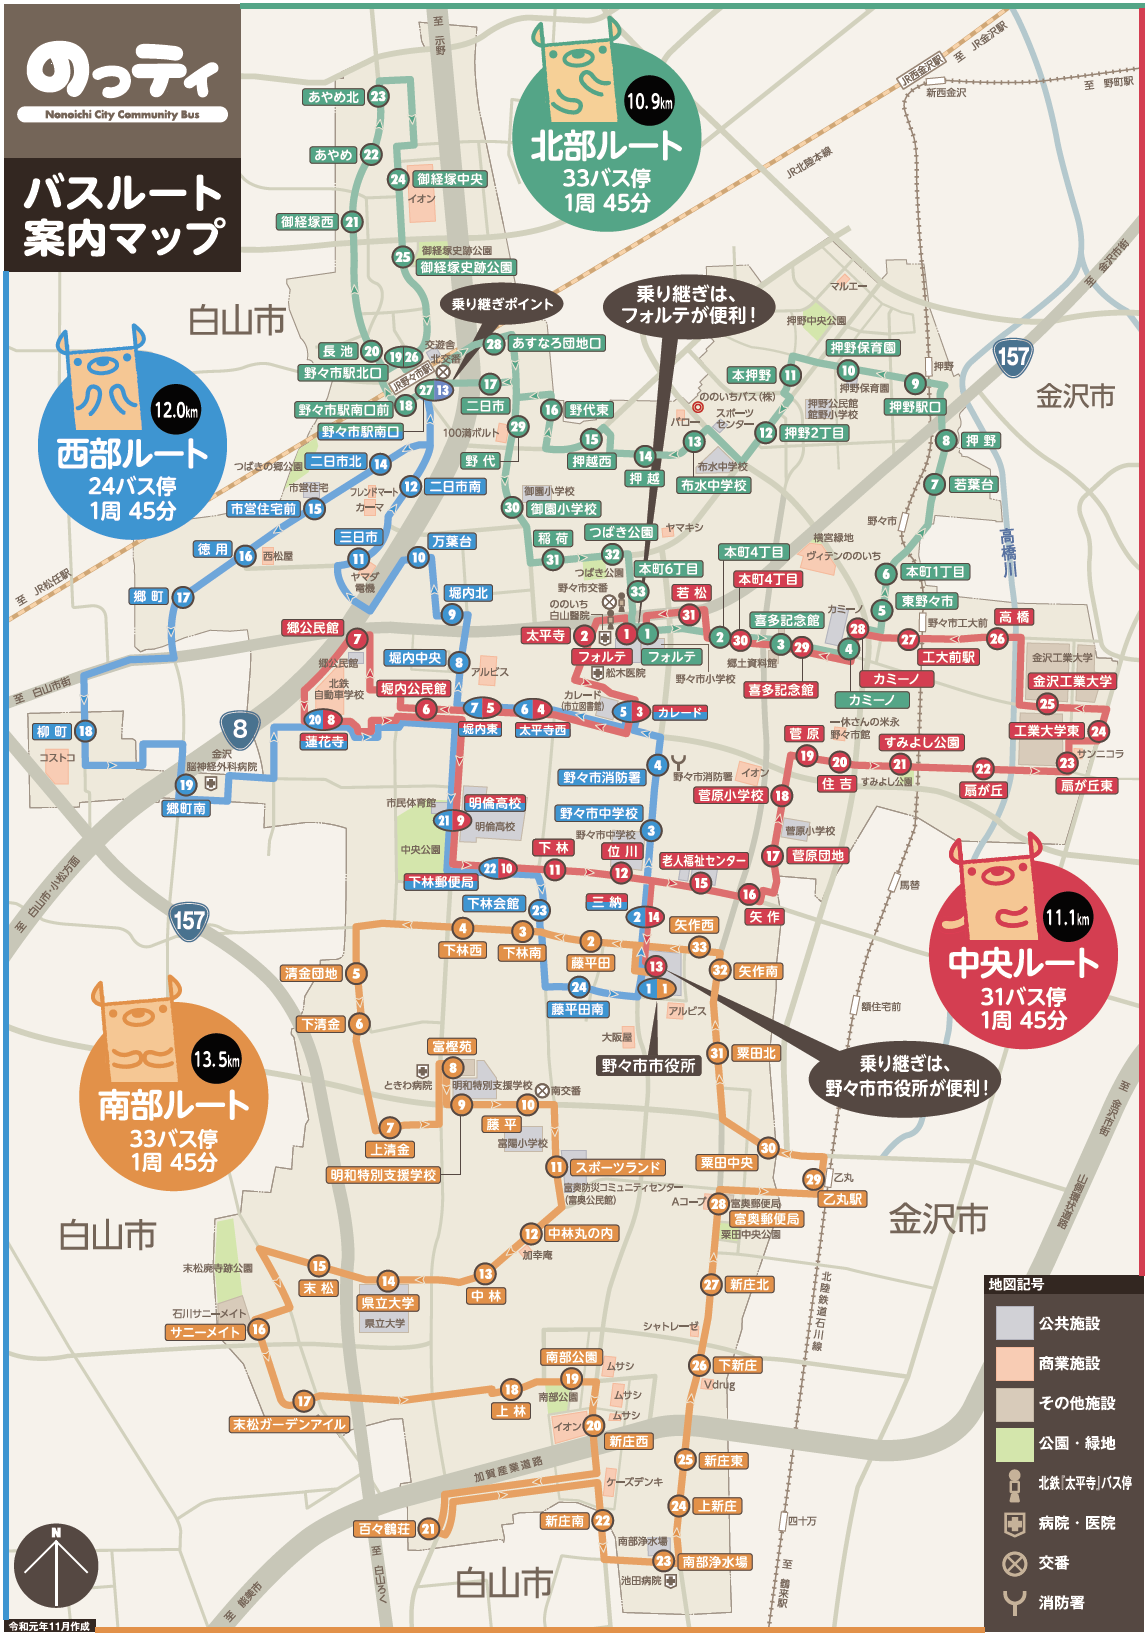 のっティ
Nonoichi City Community Bus
バスルート
案内マップ
北部ルート
33バス停
1周 45分
10.9km
西部ルート
24バス停
1周 45分
12.0km
中央ルート
31バス停
1周 45分
11.1km
南部ルート
33バス停
1周 45分
13.5km
至 示野
至 JR金沢駅
JR西金沢駅
新西金沢
至 野町駅
JR北陸本線
至 金沢市街
白山市
金沢市
157
高橋川
乗り継ぎポイント
乗り継ぎは、
フォルテが便利!
23 あやめ北
22 あやめ
24 御経塚中央
イオン
21 御経塚西
御経塚史跡公園
25 御経塚史跡公園
20 長池
19 26 野々市駅北口
交遊舎
北交番
JR野々市駅
28 あすなろ団地口
27 13 野々市駅南口
18 野々市駅南口前
17 二日市
100満ボルト
29 野代
16 野代東
15 押越西
14 押越
13 布水中学校
布水中学校
パロー
ののいちバス(株)
スポーツ
センター
12 押野2丁目
11 本押野
押野公民館
館野小学校
10 押野保育園
押野保育園
9 押野駅口
押野
8 押野
7 若葉台
マルエー
押野中央公園
野々市
6 本町1丁目
5 東野々市
野々市工大前
横宮緑地
ヴィテンののいち
カミーノ
4 カミーノ
28 カミーノ
3 喜多記念館
29 喜多記念館
2 本町4丁目
30 本町4丁目
郷土資料館
野々市小学校
31 若松
33 本町6丁目
32 つばき公園
つばき公園
ヤマキシ
31 稲荷
30 御園小学校
御園小学校
野々市交番
ののいち
白山醫院
2 太平寺
1 フォルテ
1 フォルテ
舩木医院
つばきの郷公園
14 二日市北
市営住宅
15 市営住宅前
12 二日市南
フレンドマート
カーマ
16 徳用
西松屋
11 三日市
ヤマダ
電機
10 万葉台
17 郷町
至 JR松任駅
9 堀内北
8 堀内中央
アルビス
7 郷公民館
郷公民館
北鉄
自動車学校
6 堀内公民館
7 5 堀内東
6 4 太平寺西
カレード
(市立図書館)
5 3 カレード
20 8 蓮花寺
至 白山市街
18 柳町
コストコ
8
金沢
脳神経外科病院
19 郷町南
4 野々市消防署
野々市消防署
3 野々市中学校
野々市中学校
市民体育館
中央公園
21 9 明倫高校
明倫高校
22 10 下林郵便局
11 下林
12 位川
15 老人福祉センター
16 矢作
17 菅原団地
菅原小学校
18 菅原小学校
イオン
19 菅原
一休さんの米永
野々市館
20 住吉
21 すみよし公園
すみよし公園
22 扇が丘
23 扇が丘東
サンニコラ
24 工業大学東
25 金沢工業大学
金沢工業大学
26 高橋
27 工大前駅
2 14 三納
23 下林会館
24 藤平田南
13
1 1 野々市市役所
アルビス
大阪屋
乗り継ぎは、
野々市市役所が便利!
馬替
額住宅前
至 白山市・小松方面
157
2 藤平田
3 下林南
4 下林西
5 清金団地
6 下清金
7 上清金
8 富樫苑
ときわ病院
明和特別支援学校
9 明和特別支援学校
10 藤平
南交番
富陽小学校
11 スポーツランド
富奥防災コミュニティセンター
(富奥公民館)
12 中林丸の内
加幸庵
13 中林
14 県立大学
県立大学
15 末松
末松廃寺跡公園
石川サニーメイト
16 サニーメイト
17 末松ガーデンアイル
18 上林
19 南部公園
南部公園
ムサシ
ムサシ
ムサシ
イオン
20 新庄西
加賀産業道路
ケーズデンキ
21 百々鶴荘
22 新庄南
23 南部浄水場
南部浄水場
池田病院
24 上新庄
25 新庄東
26 下新庄
Vdrug
シャトレーゼ
27 新庄北
28 富奥郵便局
富奥郵便局
粟田中央公園
Aコープ
29 乙丸駅
乙丸
30 粟田中央
31 粟田北
32 矢作南
33 矢作西
北陸鉄道石川線
四十万
至 鶴来駅
至 金沢市街
山側環状道路
白山市
白山市
金沢市
至 能美市
至 白山ろく
N
令和元年11月作成
地図記号
公共施設
商業施設
その他施設
公園・緑地
北鉄『太平寺』バス停
病院・医院
交番
消防署